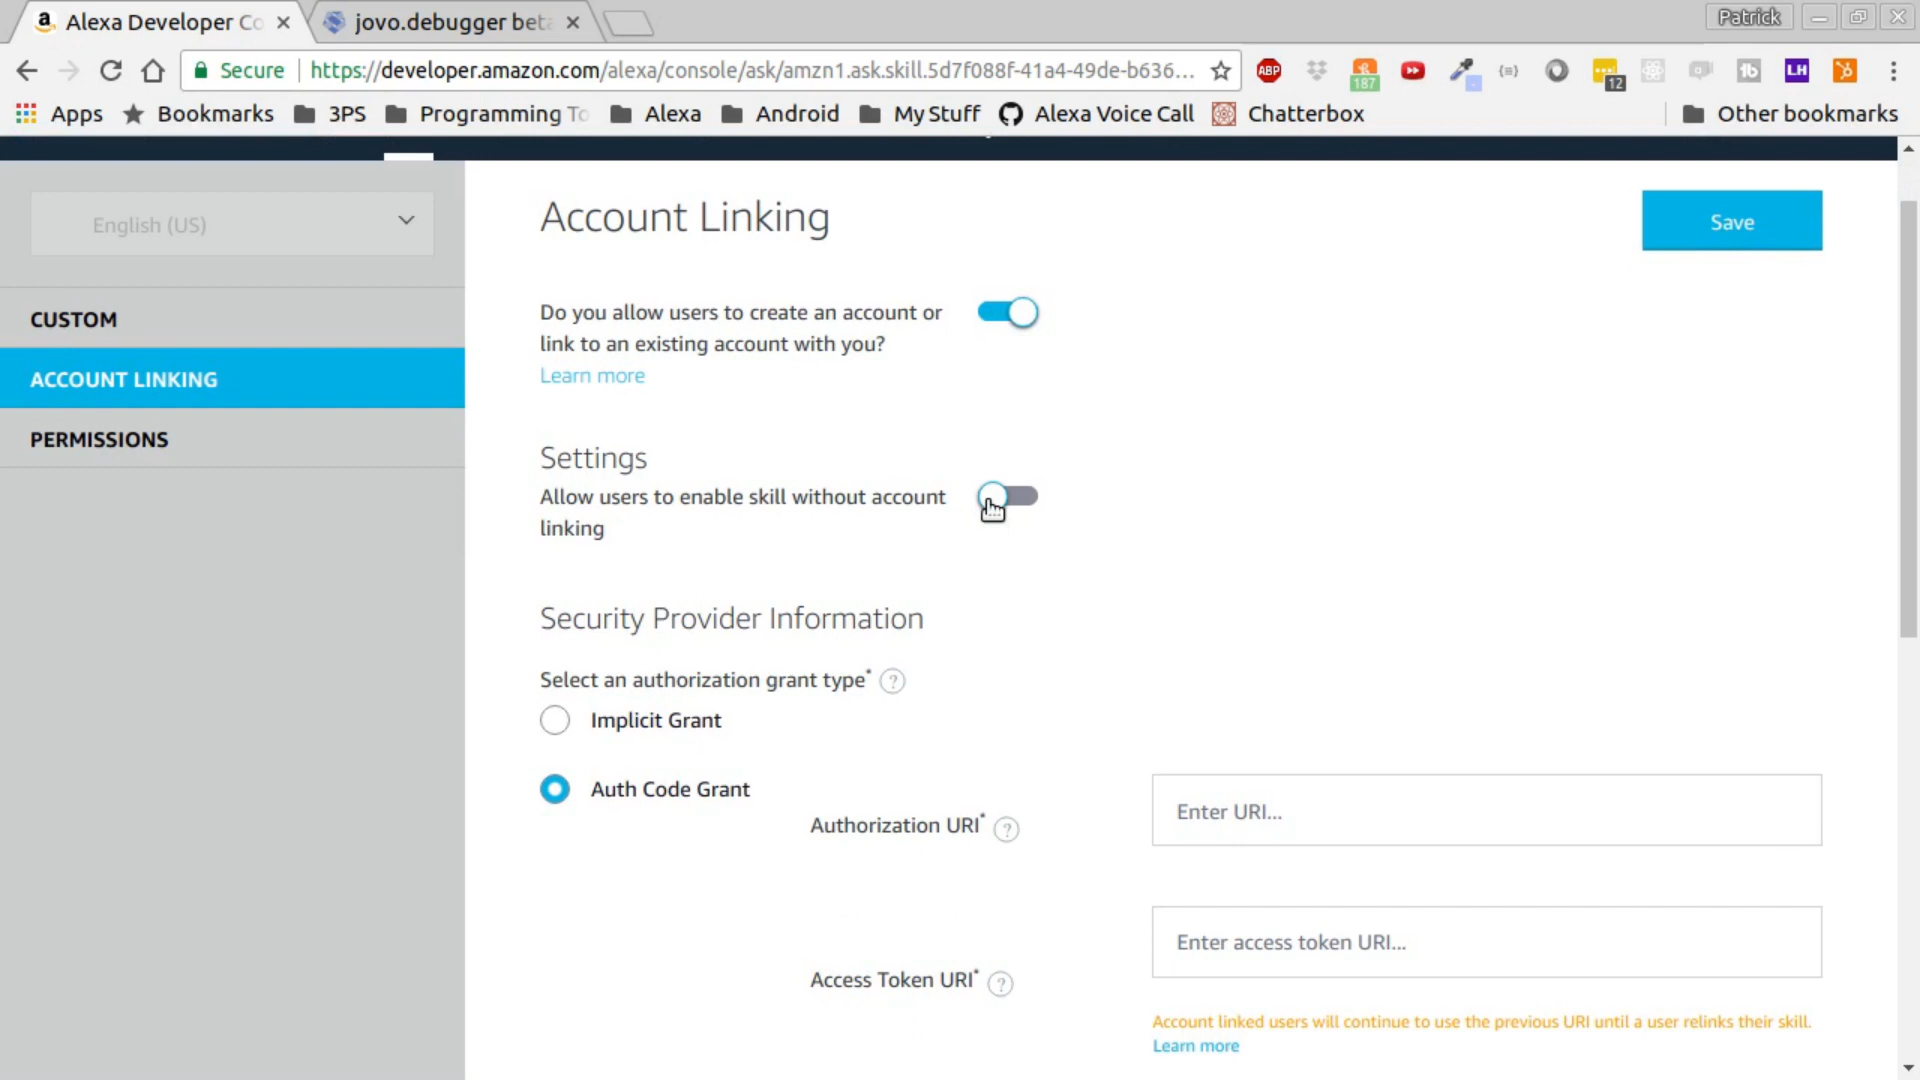 Alexa Developer Co
jovo.debugger beta
Patrick
Secure
https://developer.amazon.com/alexa/console/ask/amzn1.ask.skill.5d7f088f-41a4-49de-b636...
ABP
187
12
LH
Apps
Bookmarks
3PS
Programming To
Alexa
Android
My Stuff
Alexa Voice Call
Chatterbox
Other bookmarks
English (US)
CUSTOM
ACCOUNT LINKING
PERMISSIONS
Account Linking
Save
Do you allow users to create an account or
link to an existing account with you?
Learn more
Settings
Allow users to enable skill without account
linking
Security Provider Information
Select an authorization grant type* ?
Implicit Grant
Auth Code Grant
Authorization URI* ?
Enter URI...
Enter access token URI...
Access Token URI* ?
Account linked users will continue to use the previous URI until a user relinks their skill.
Learn more